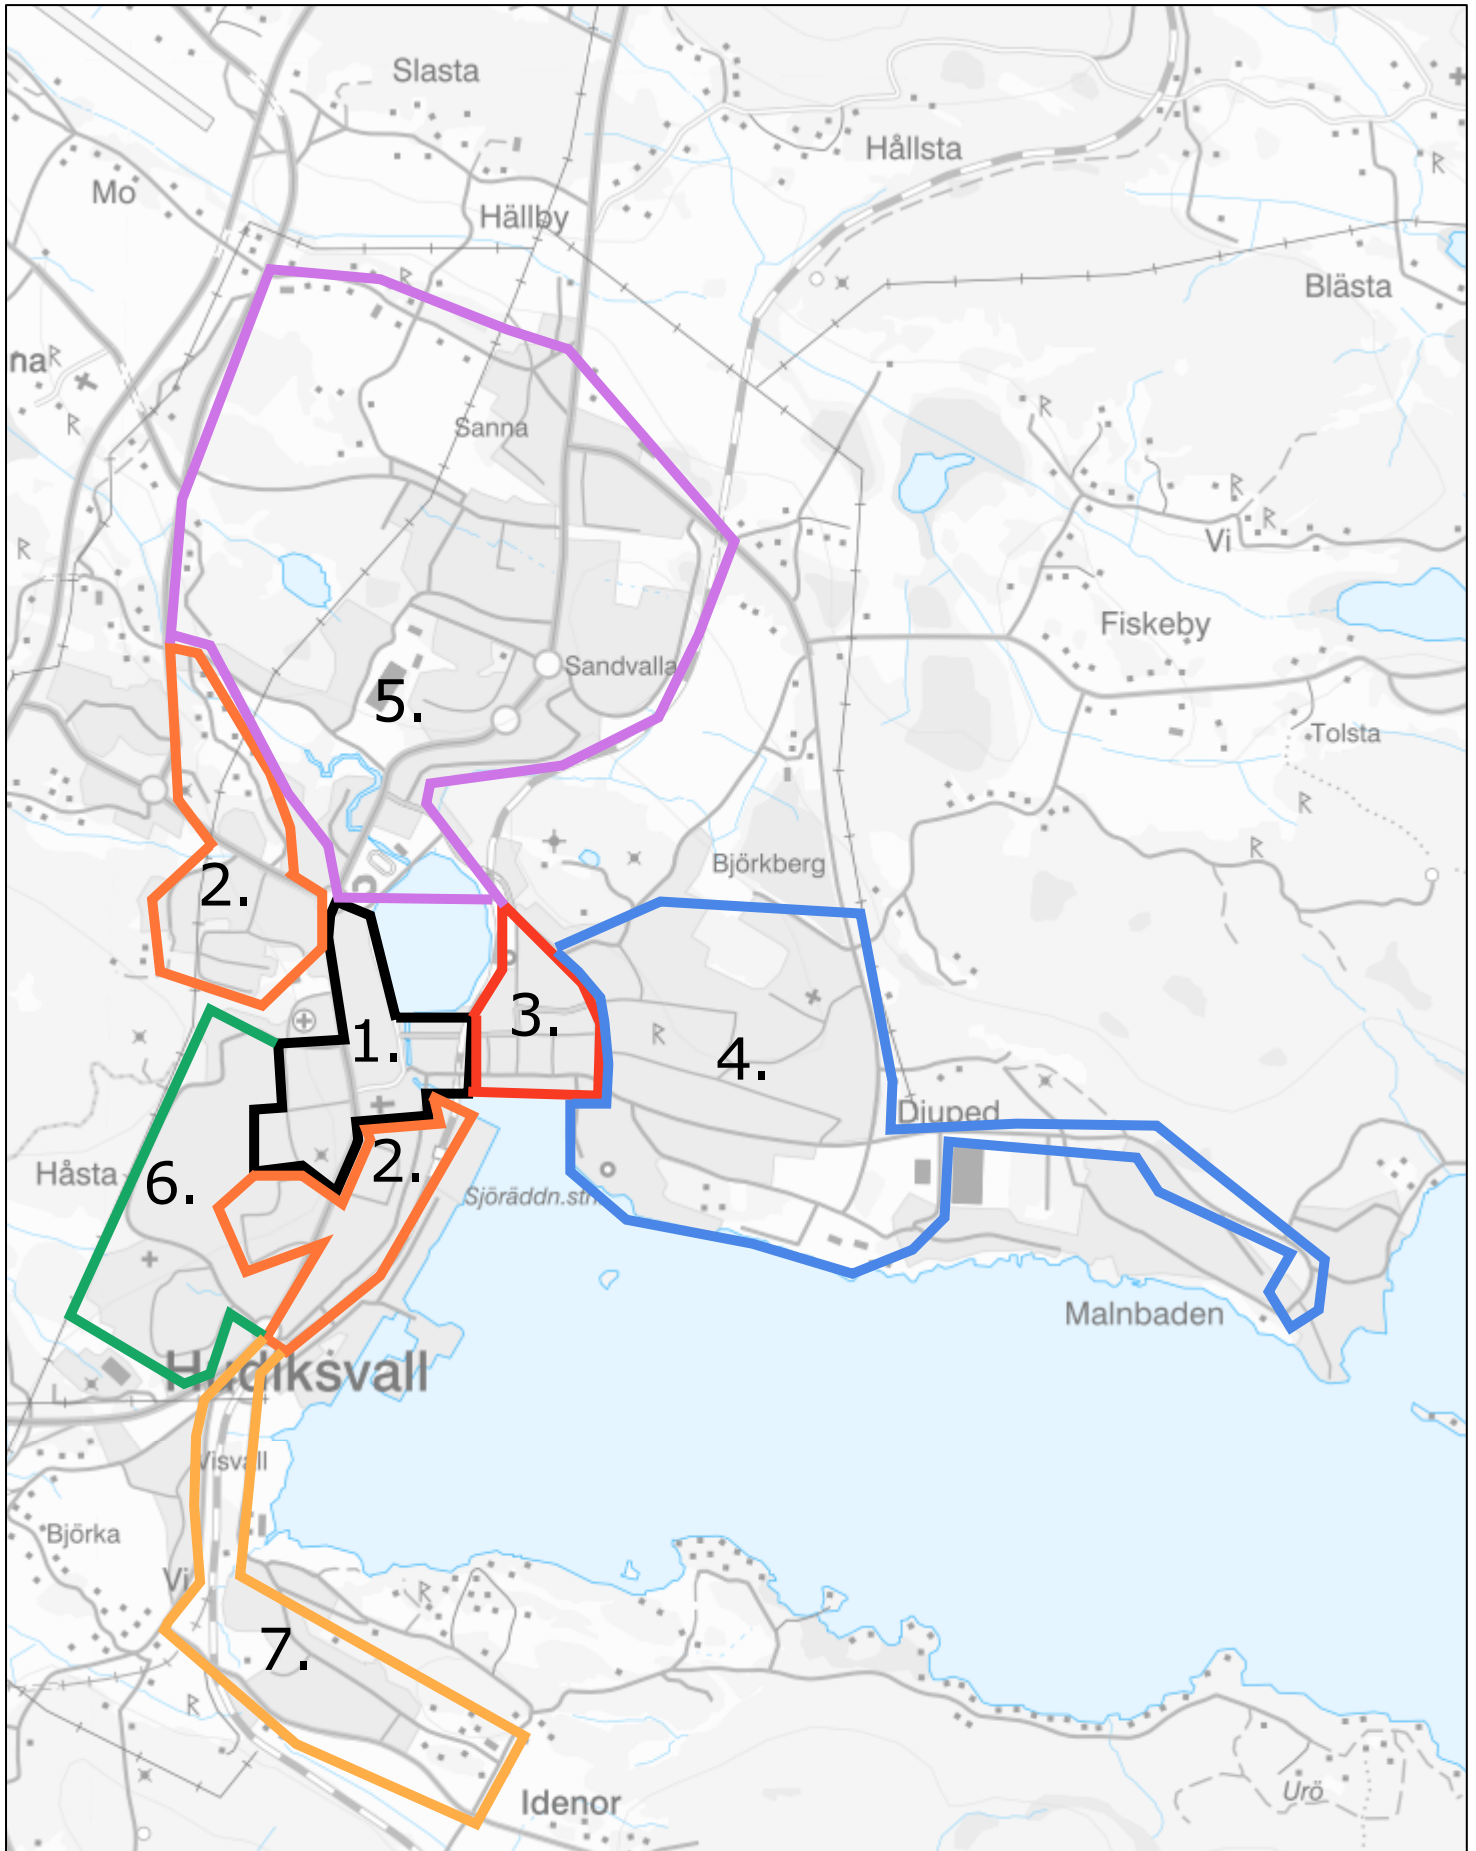 Slasta
Hållsta
Mo
Hällby
Blästa
R
R
na
R
R
R
Sanna
R
R
Vi
R
Fiskeby
Sandvalla
5.
Tolsta
R
R
Björkberg
2.
3.
1.
R
4.
Djuped
2.
Håsta
6.
Sjöräddn.stn
Malnbaden
Hudiksvall
L
L
Visvall
Björka
Vi
R
7.
R
Idenor
Urö